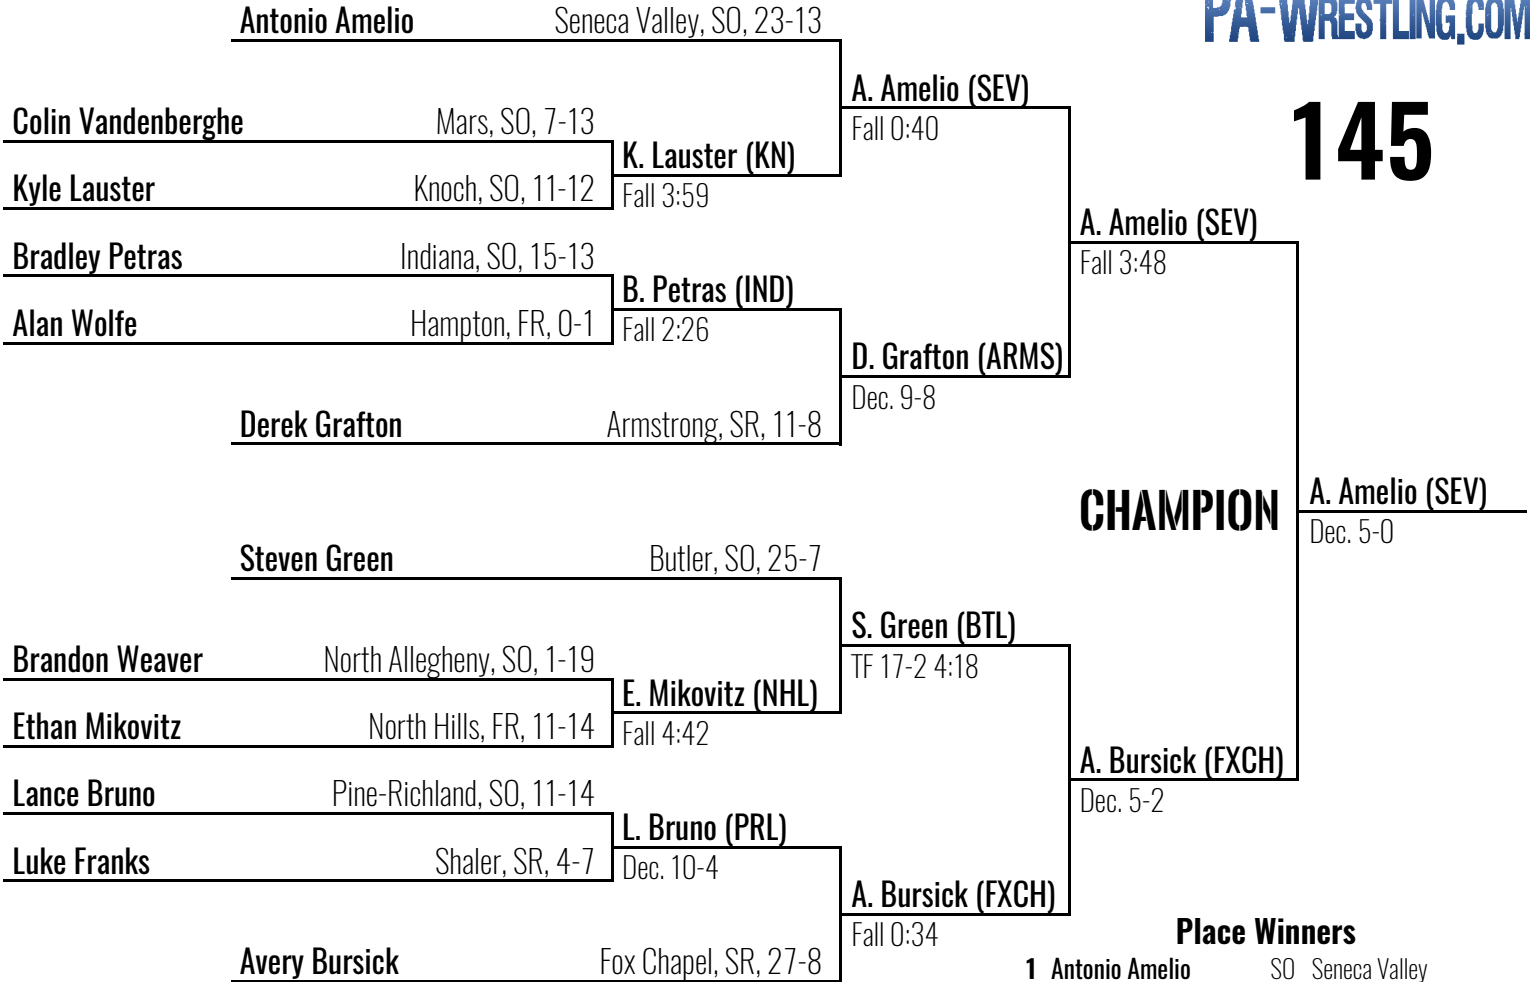 PA-WRESTLING.COM
145
Antonio Amelio Seneca Valley, SO, 23-13
A. Amelio (SEV)
Fall 0:40
Colin Vandenberghe Mars, SO, 7-13
K. Lauster (KN)
Fall 3:59
Kyle Lauster Knoch, SO, 11-12
A. Amelio (SEV)
Fall 3:48
Bradley Petras Indiana, SO, 15-13
B. Petras (IND)
Fall 2:26
Alan Wolfe Hampton, FR, 0-1
D. Grafton (ARMS)
Dec. 9-8
Derek Grafton Armstrong, SR, 11-8
CHAMPION
A. Amelio (SEV)
Dec. 5-0
Steven Green Butler, SO, 25-7
S. Green (BTL)
TF 17-2 4:18
Brandon Weaver North Allegheny, SO, 1-19
E. Mikovitz (NHL)
Fall 4:42
Ethan Mikovitz North Hills, FR, 11-14
A. Bursick (FXCH)
Dec. 5-2
Lance Bruno Pine-Richland, SO, 11-14
L. Bruno (PRL)
Dec. 10-4
Luke Franks Shaler, SR, 4-7
A. Bursick (FXCH)
Fall 0:34
Avery Bursick Fox Chapel, SR, 27-8
Place Winners
1 Antonio Amelio SO Seneca Valley